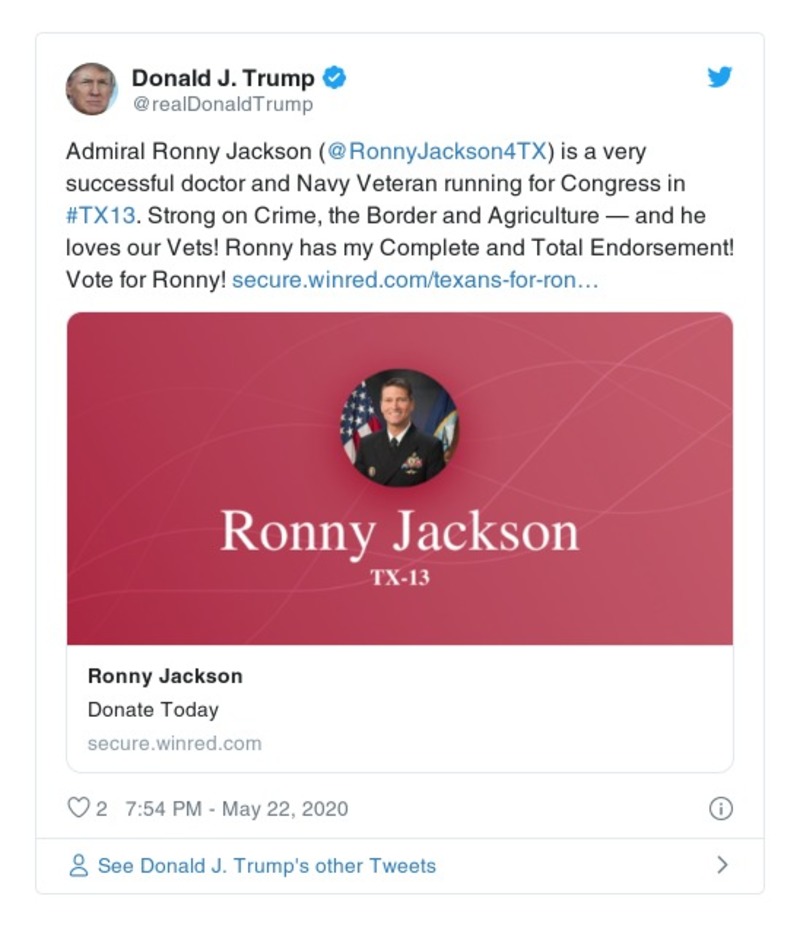 Donald J. Trump
@realDonaldTrump
Admiral Ronny Jackson (@RonnyJackson4TX) is a very
successful doctor and Navy Veteran running for Congress in
#TX13. Strong on Crime, the Border and Agriculture — and he
loves our Vets! Ronny has my Complete and Total Endorsement!
Vote for Ronny! secure.winred.com/texans-for-ron…
Ronny Jackson
TX-13
Ronny Jackson
Donate Today
secure.winred.com
2 7:54 PM - May 22, 2020
See Donald J. Trump's other Tweets